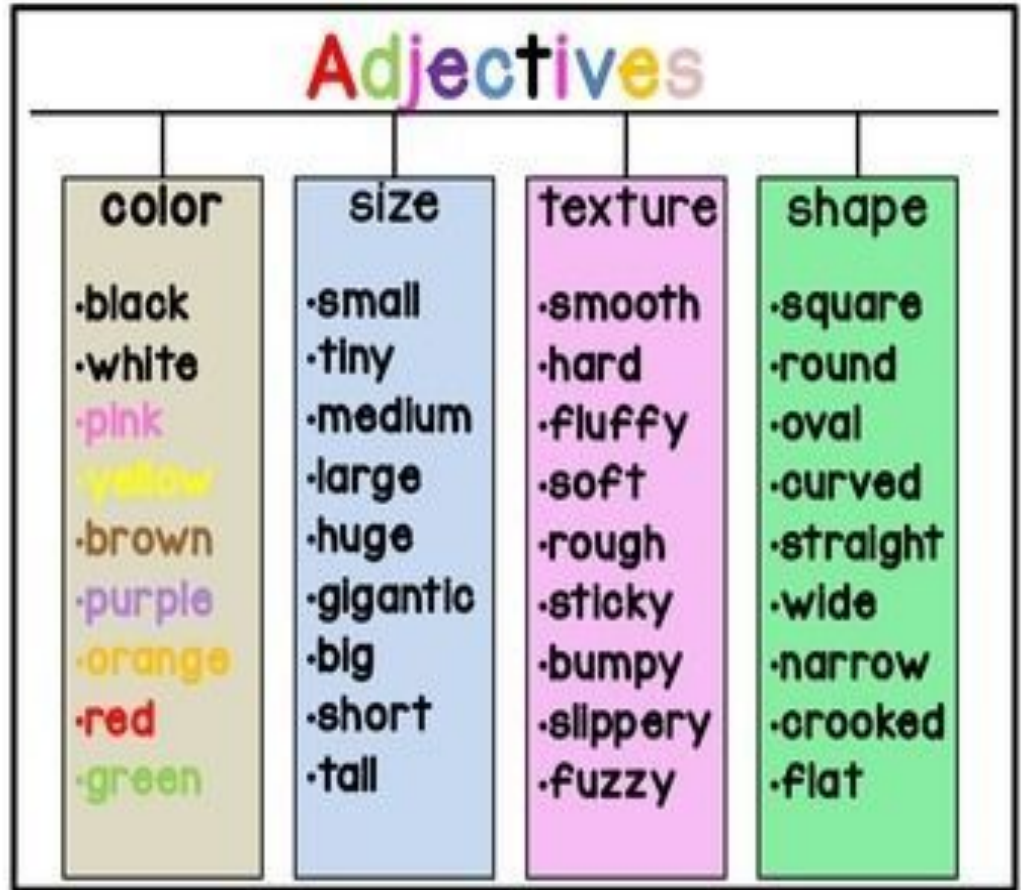 Adjectives
color
·black
·white
·pink
·yellow
·brown
·purple
·orange
·red
·green
size
·small
·tiny
·medium
·large
·huge
·gigantic
·big
·short
·tall
texture
·smooth
·hard
·fluffy
·soft
·rough
·sticky
·bumpy
·slippery
·fuzzy
shape
·square
·round
·oval
·curved
·straight
·wide
·narrow
·crooked
·flat